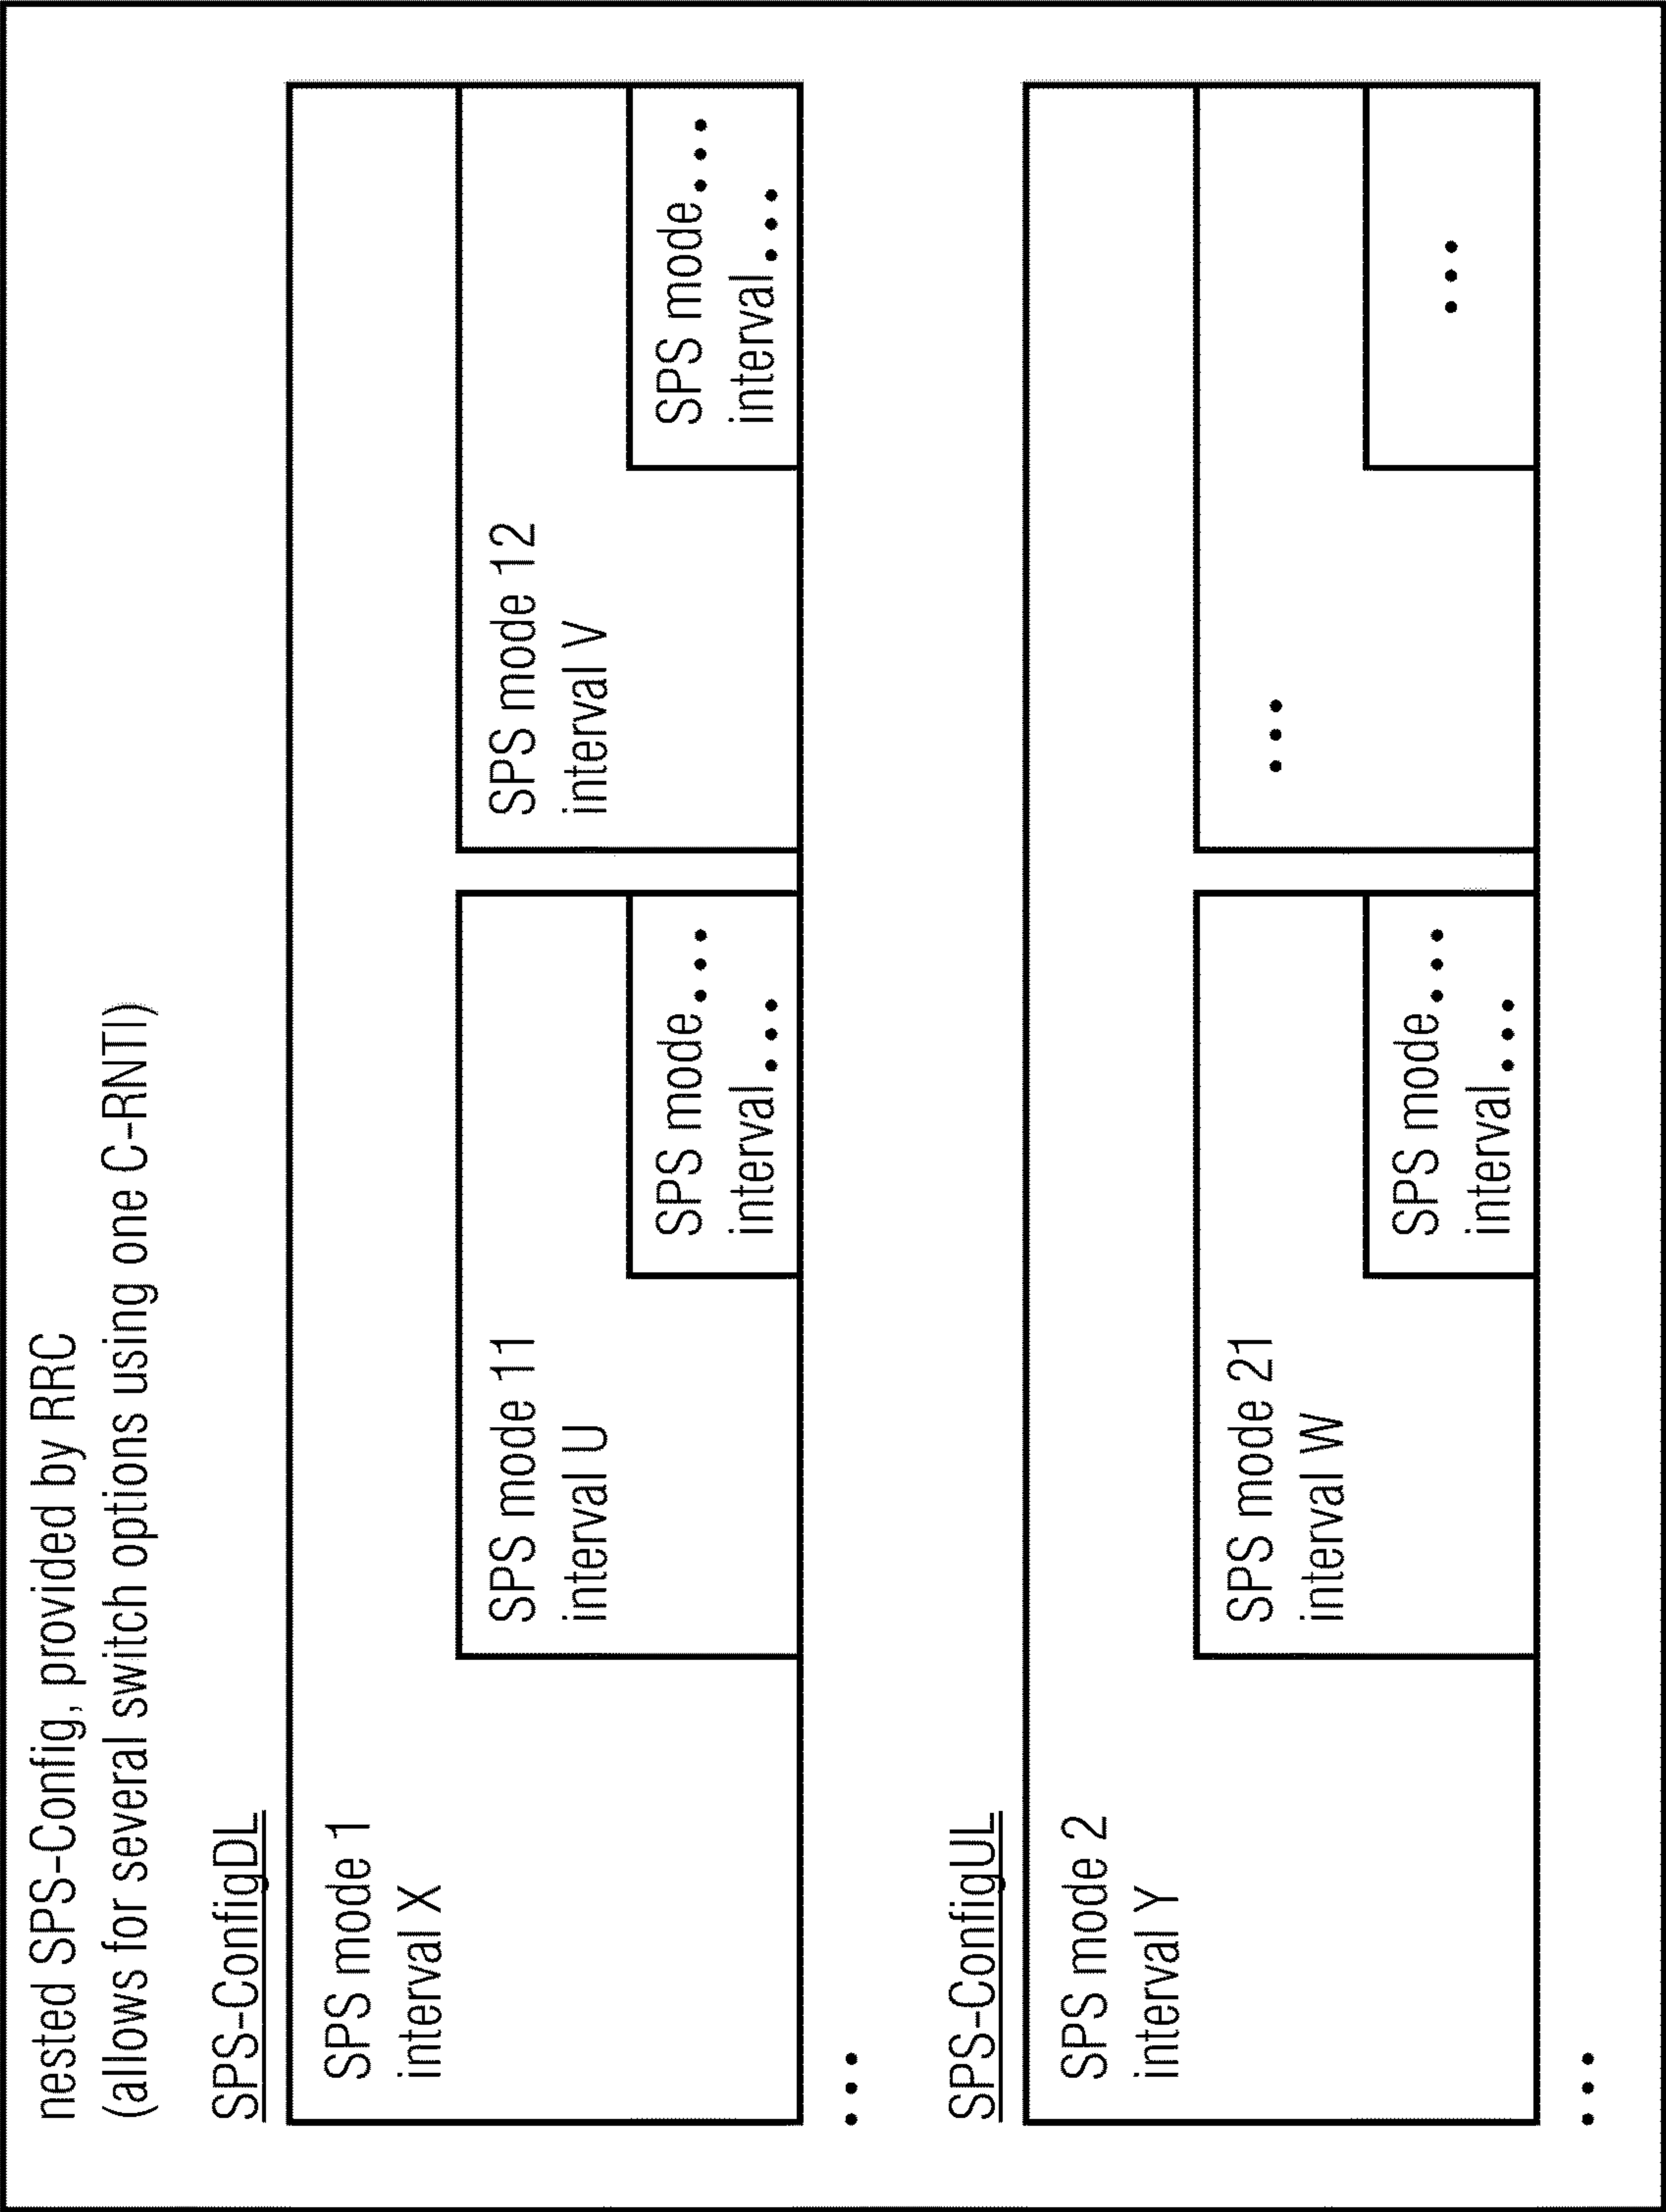 nested SPS-Config, provided by RRC
(allows for several switch options using one C-RNTI)
SPS-ConfigDL
SPS mode 1
interval X
SPS mode 11
interval U
SPS mode...
interval...
SPS mode 12
interval V
SPS mode...
interval...
...
SPS-ConfigUL
SPS mode 2
interval Y
SPS mode 21
interval W
SPS mode...
interval...
...
...
...